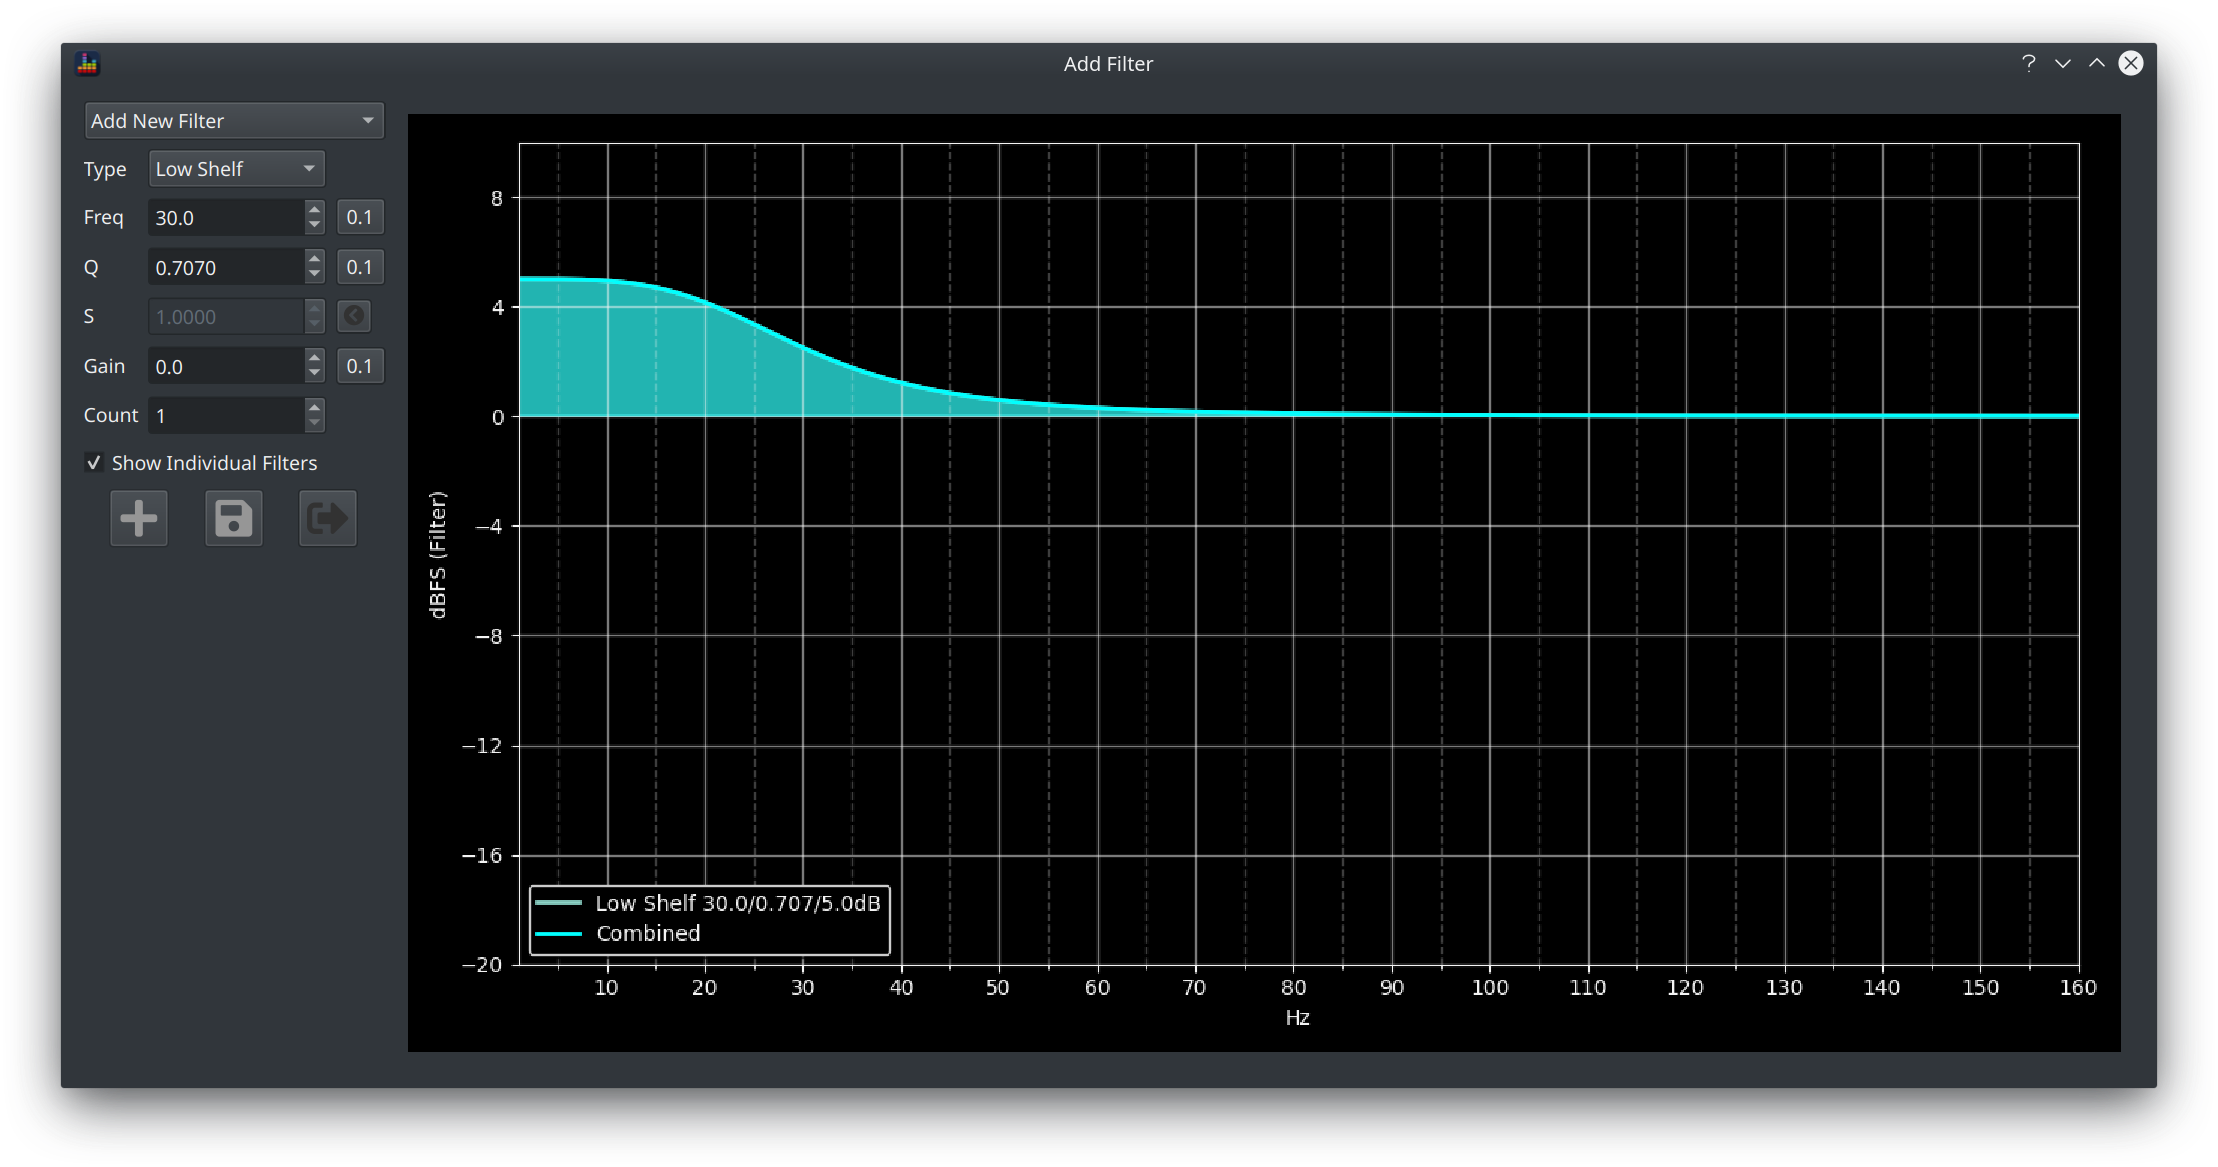 Add Filter
?
Add New Filter
Type Low Shelf
Freq 30.0 0.1
Q 0.7070 0.1
S 1.0000
Gain 0.0 0.1
Count 1
Show Individual Filters
8
4
0
−4
−8
−12
−16
−20
dBFS (Filter)
Low Shelf 30.0/0.707/5.0dB
Combined
10 20 30 40 50 60 70 80 90 100 110 120 130 140 150 160
Hz